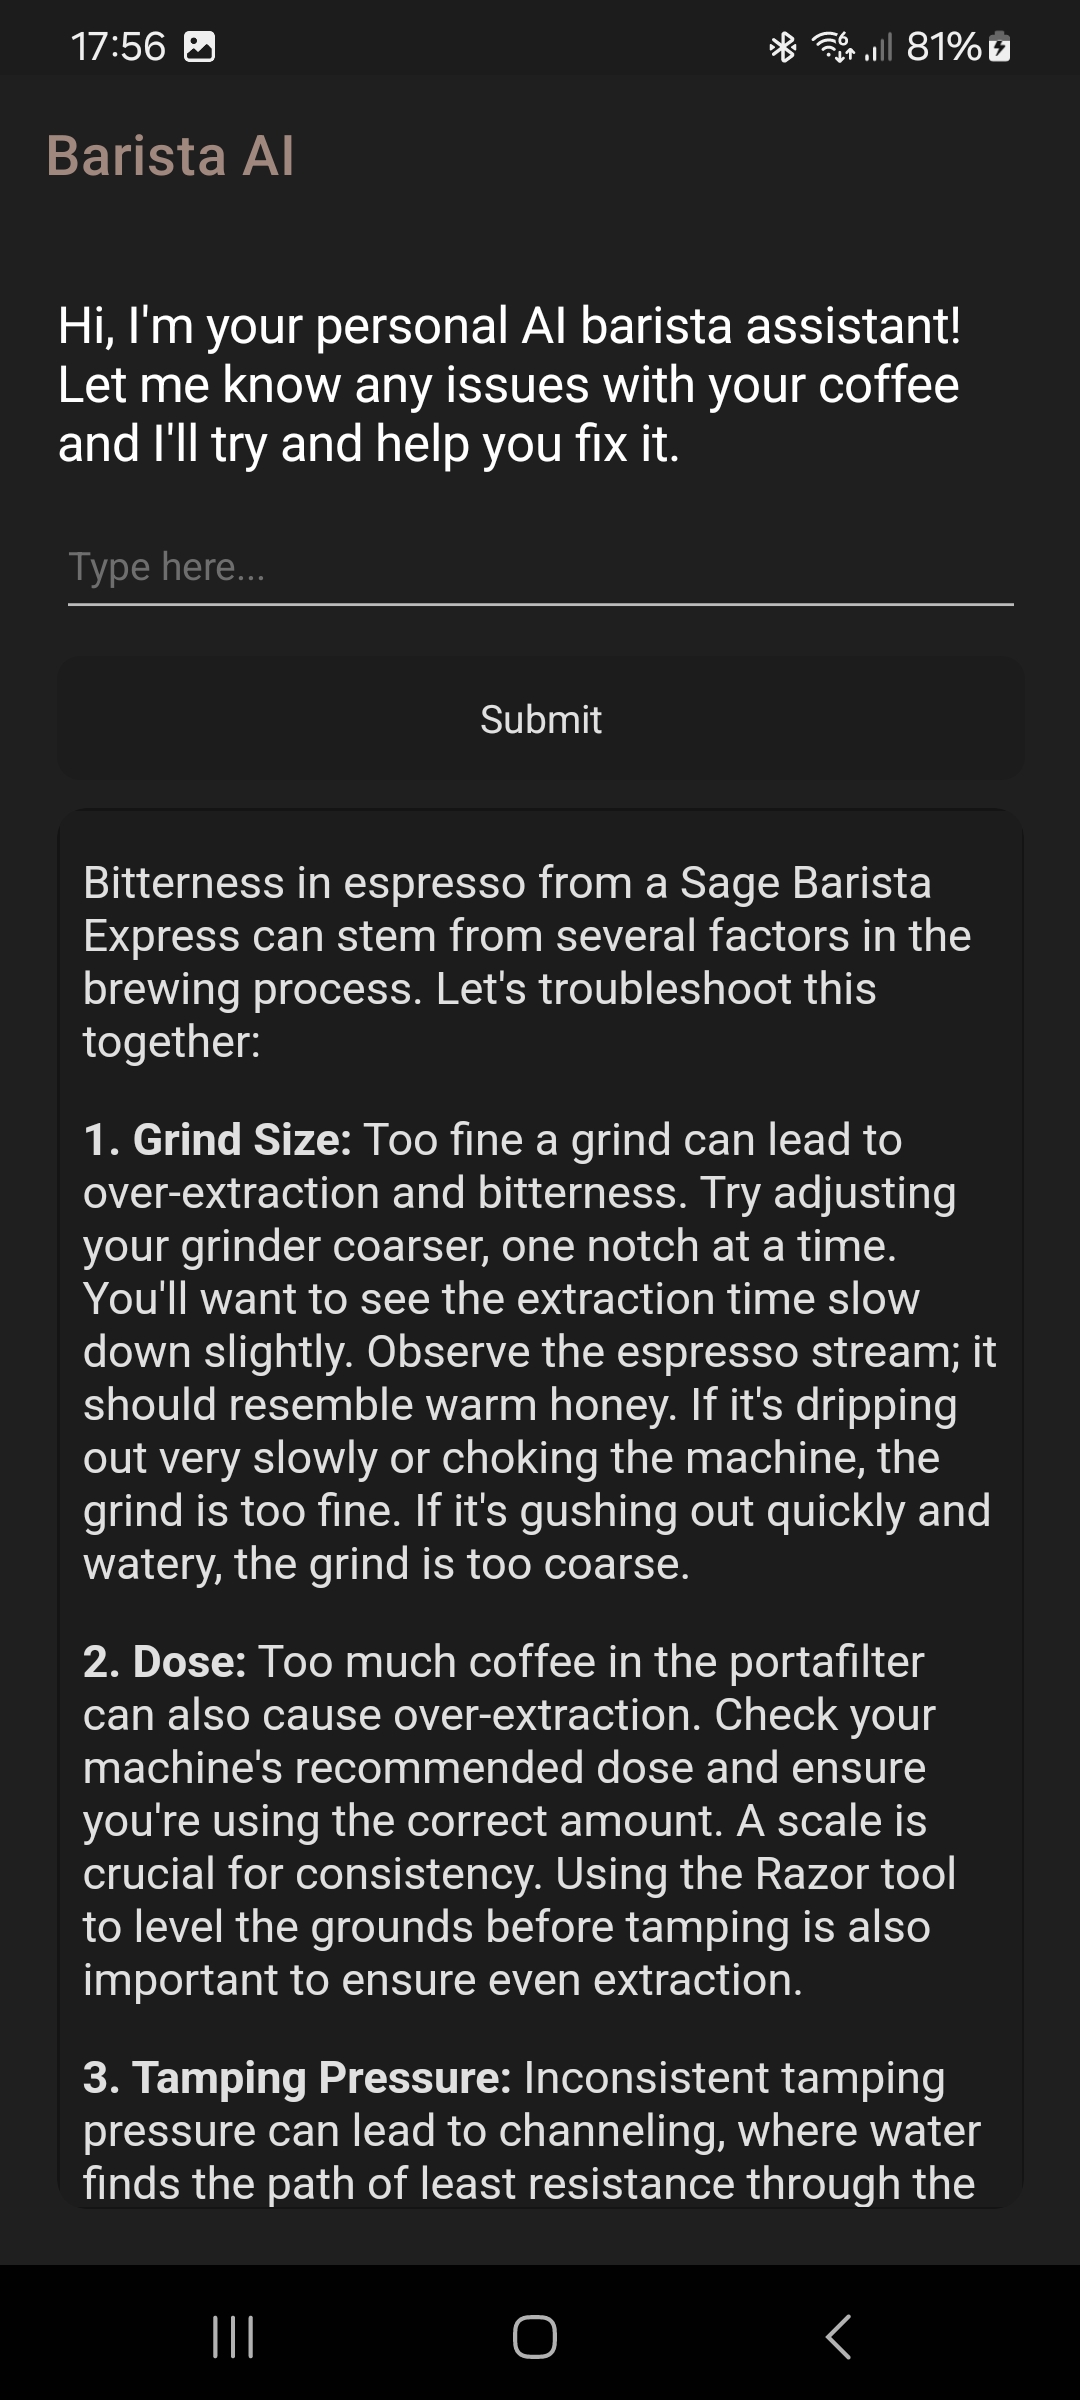 17:56
6
81%
Barista AI
Hi, I'm your personal AI barista assistant!
Let me know any issues with your coffee
and I'll try and help you fix it.
Type here...
Submit
Bitterness in espresso from a Sage Barista
Express can stem from several factors in the
brewing process. Let's troubleshoot this
together:
1. Grind Size: Too fine a grind can lead to
over-extraction and bitterness. Try adjusting
your grinder coarser, one notch at a time.
You'll want to see the extraction time slow
down slightly. Observe the espresso stream; it
should resemble warm honey. If it's dripping
out very slowly or choking the machine, the
grind is too fine. If it's gushing out quickly and
watery, the grind is too coarse.
2. Dose: Too much coffee in the portafilter
can also cause over-extraction. Check your
machine's recommended dose and ensure
you're using the correct amount. A scale is
crucial for consistency. Using the Razor tool
to level the grounds before tamping is also
important to ensure even extraction.
3. Tamping Pressure: Inconsistent tamping
pressure can lead to channeling, where water
finds the path of least resistance through the